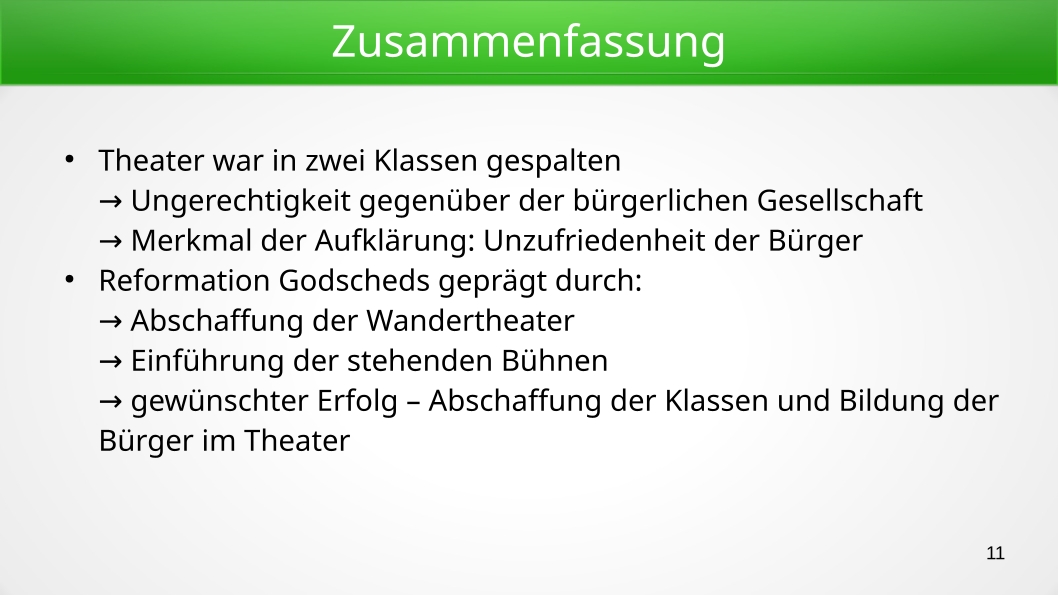 Zusammenfassung
• Theater war in zwei Klassen gespalten
→ Ungerechtigkeit gegenüber der bürgerlichen Gesellschaft
→ Merkmal der Aufklärung: Unzufriedenheit der Bürger
• Reformation Godscheds geprägt durch:
→ Abschaffung der Wandertheater
→ Einführung der stehenden Bühnen
→ gewünschter Erfolg – Abschaffung der Klassen und Bildung der
Bürger im Theater
11